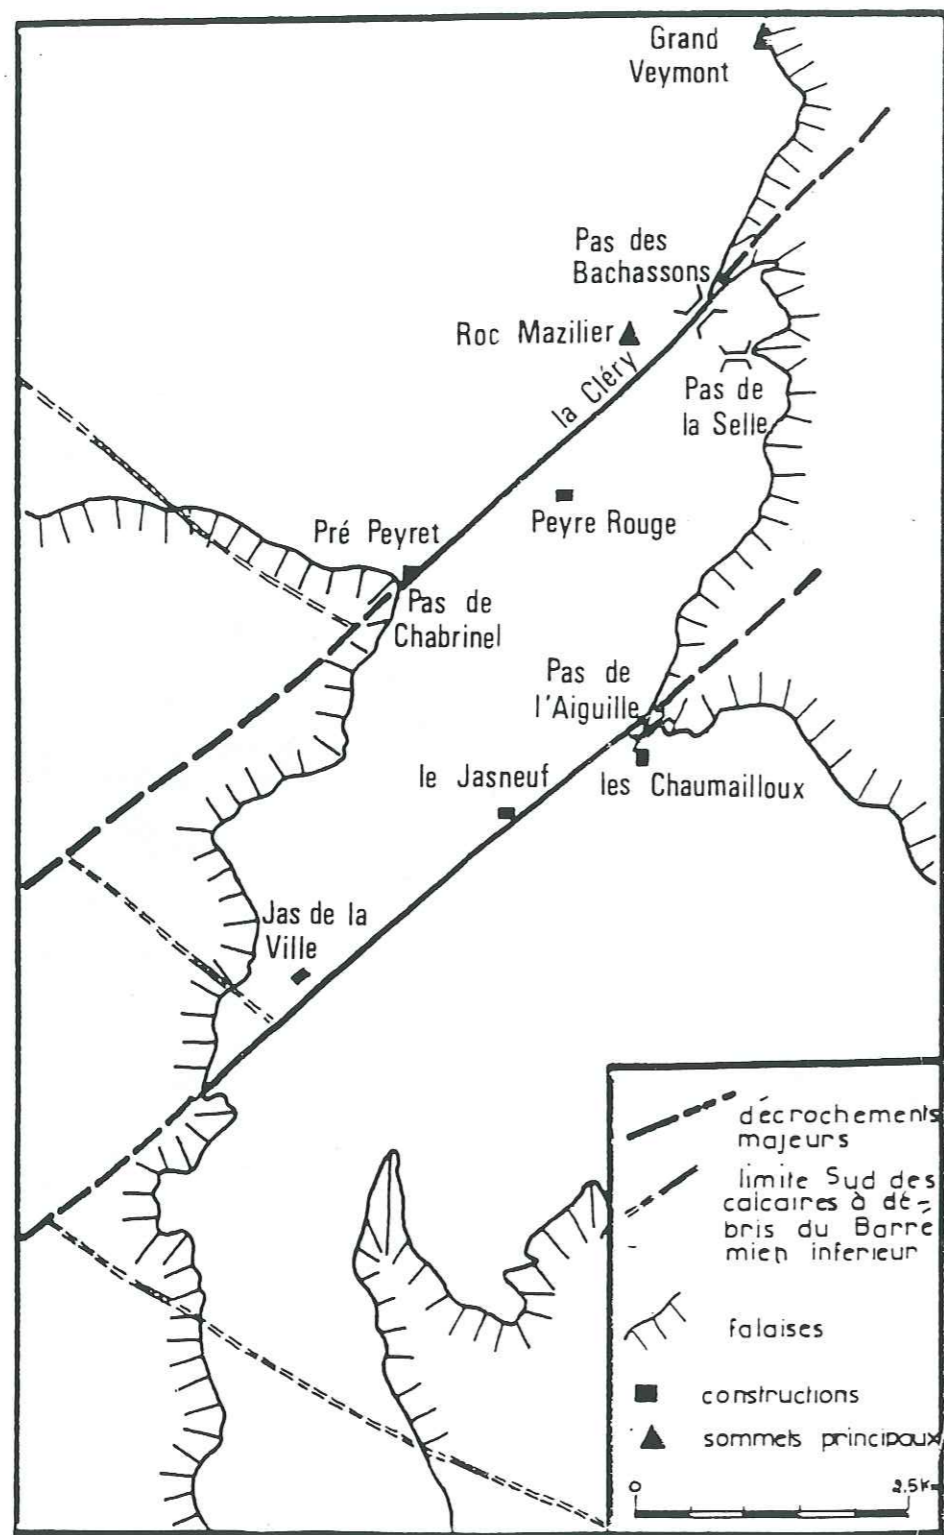 Grand
Veymont
Pas des
Bachassons
Roc Mazilier
la Cléry
Pas de
la Selle
Pré Peyret
Peyre Rouge
Pas de
Chabrinel
Pas de
l'Aiguille
le Jasneuf
les Chaumailloux
Jas de la
Ville
décrochements
majeurs
limite Sud des
calcaires à dé-
bris du Barré
mien inférieur
falaises
constructions
sommets principaux
0
2.5K